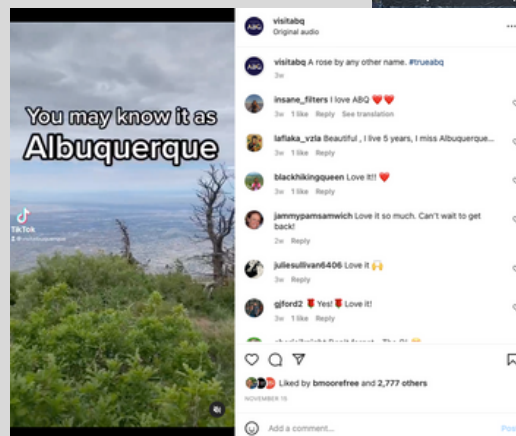 You may know it as
Albuquerque
TikTok
visitabq
Original audio
visitabq A rose by any other name. #trueabq
3w
insane_filters I love ABQ ❤️❤️
3w 1 like Reply See translation
laflaka_vzla Beautiful , I live 5 years, I miss Albuquerque...
3w 1 like Reply
blackhikingqueen Love It!! ❤️
3w 1 like Reply
jammypamsamwich Love it so much. Can't wait to get
back!
2w Reply
juliesullivan6406 Love it 🙌
3w Reply
gjford2 🌹 Yes! 🌹 Love it!
3w 1 like Reply
Liked by bmoorefree and 2,777 others
NOVEMBER 15
Add a comment...
Post
ABQ
ABQ